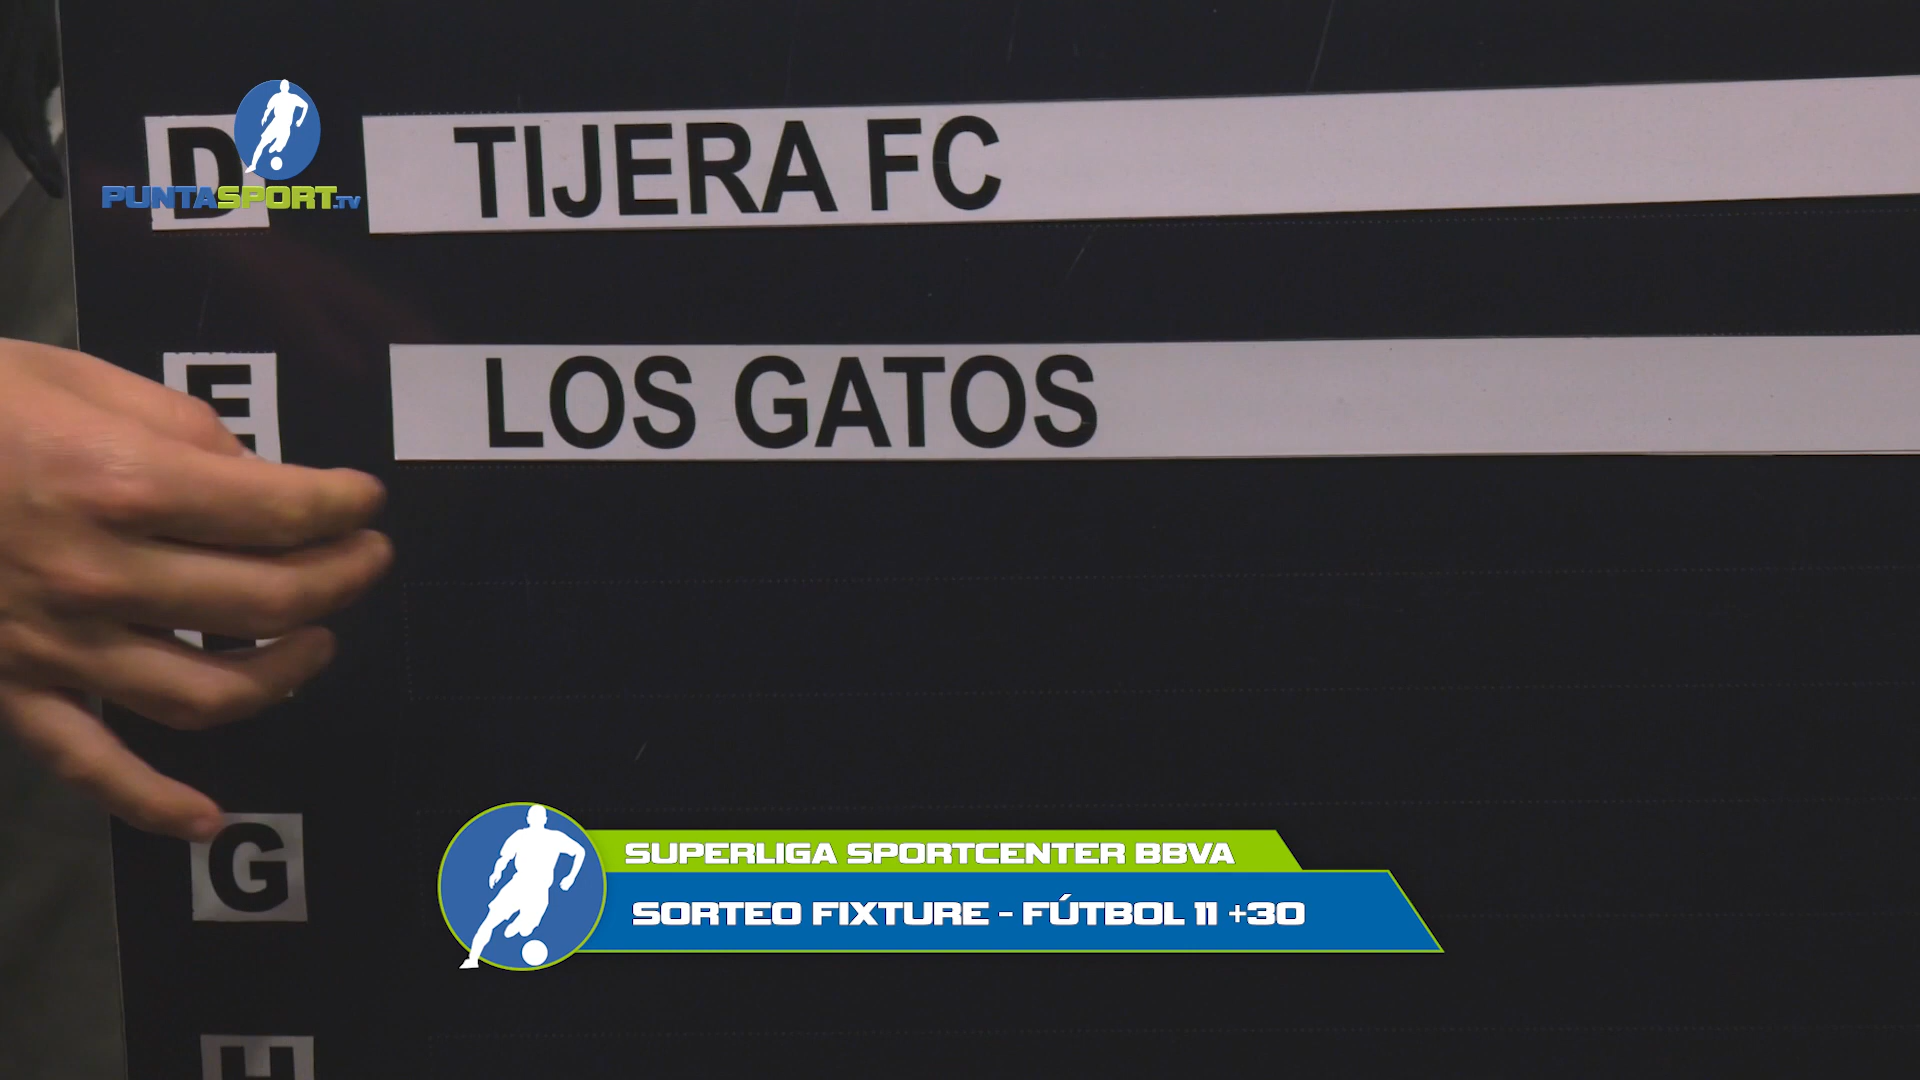 D TIJERA FC
PUNTASPORT.TV
E LOS GATOS
G
SUPERLIGA SPORTCENTER BBVA
SORTEO FIXTURE - FÚTBOL 11 +30
H